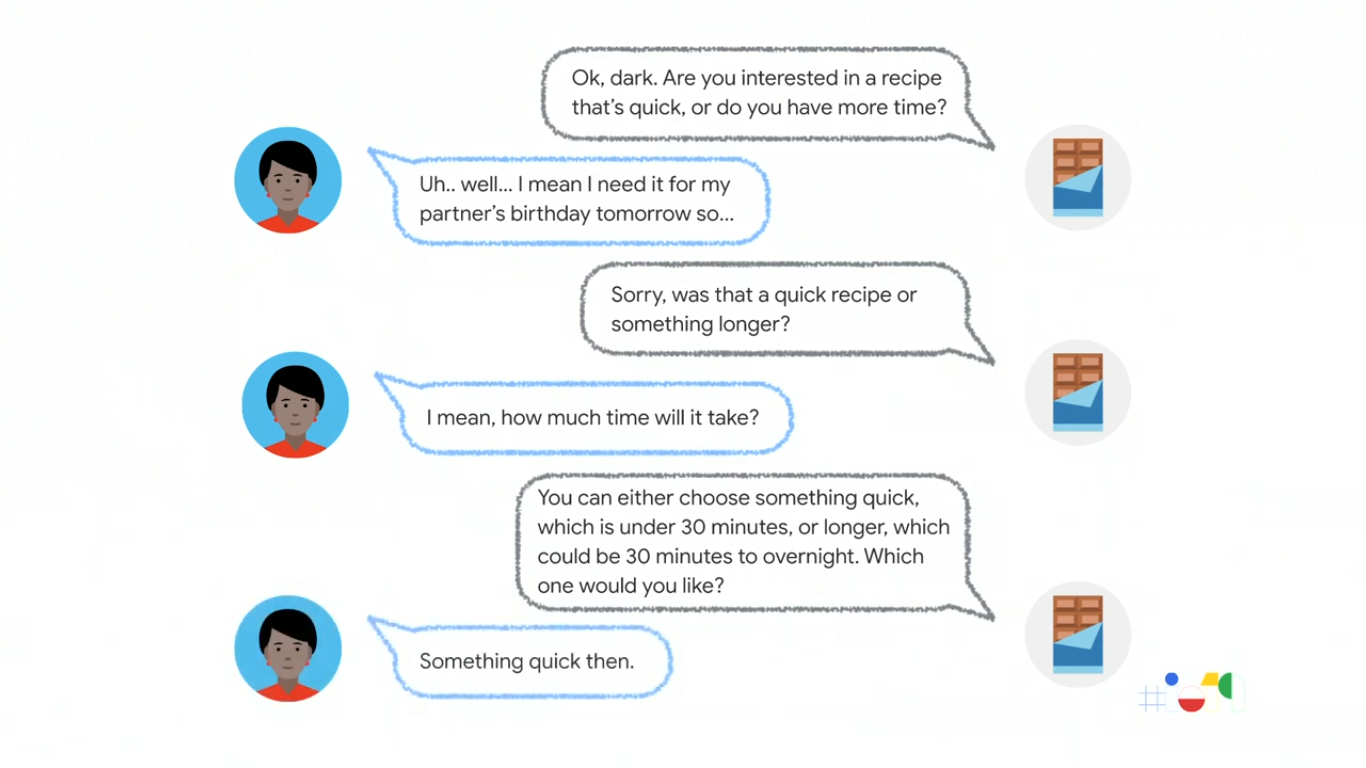 Ok, dark. Are you interested in a recipe
that’s quick, or do you have more time?
Uh.. well... I mean I need it for my
partner’s birthday tomorrow so...
Sorry, was that a quick recipe or
something longer?
I mean, how much time will it take?
You can either choose something quick,
which is under 30 minutes, or longer, which
could be 30 minutes to overnight. Which
one would you like?
Something quick then.